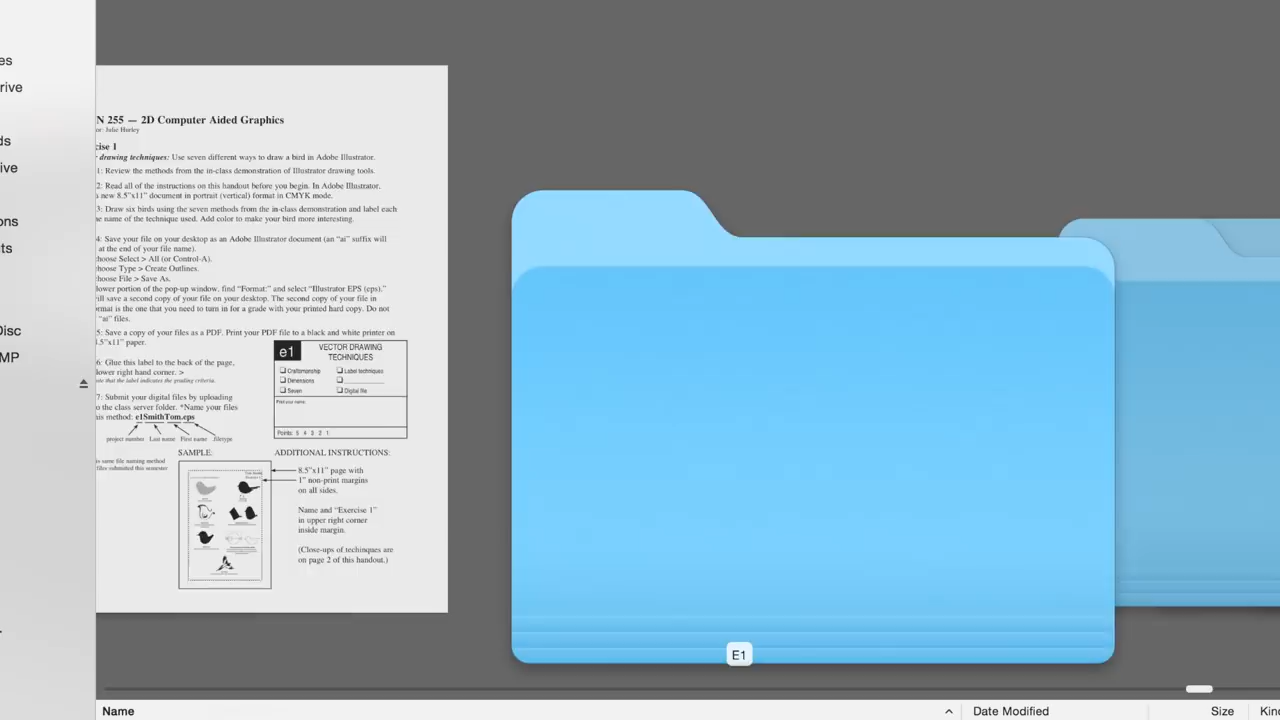 es
rive
ds
ive
ons
ts
Disc
MP
N 255 — 2D Computer Aided Graphics
or: Julie Hurley
cise 1
drawing techniques: Use seven different ways to draw a bird in Adobe Illustrator.
1: Review the methods from the in-class demonstration of Illustrator drawing tools.
2: Read all of the instructions on this handout before you begin. In Adobe Illustrator,
new 8.5"x11" document in portrait (vertical) format in CMYK mode.
3: Draw six birds using the seven methods from the in-class demonstration and label each
e name of the technique used. Add color to make your bird more interesting.
4: Save your file on your desktop as an Adobe Illustrator document (an "ai" suffix will
at the end of your file name).
hoose Select > All (or Control-A).
hoose Type > Create Outlines.
hoose File > Save As.
lower portion of the pop-up window, find "Format:" and select "Illustrator EPS (eps)."
ill save a second copy of your file on your desktop. The second copy of your file in
rmat is the one that you need to turn in for a grade with your printed hard copy. Do not
"ai" files.
5: Save a copy of your files as a PDF. Print your PDF file to a black and white printer on
8.5"x11" paper.
6: Glue this label to the back of the page,
lower right hand corner. >
ote that the label indicates the grading criteria.
7: Submit your digital files by uploading
o the class server folder. *Name your files
his method: e1SmithTom.eps
project number Last name First name .filetype
is same file naming method
files submitted this semester
e1
VECTOR DRAWING
TECHNIQUES
Craftsmanship Label techniques
Dimensions
Seven Digital file
Print your name:
Points: 5 4 3 2 1
SAMPLE:
ADDITIONAL INSTRUCTIONS:
8.5"x11" page with
1" non-print margins
on all sides.
Name and "Exercise 1"
in upper right corner
inside margin.
(Close-ups of techinques are
on page 2 of this handout.)
E1
Name Date Modified Size Kin